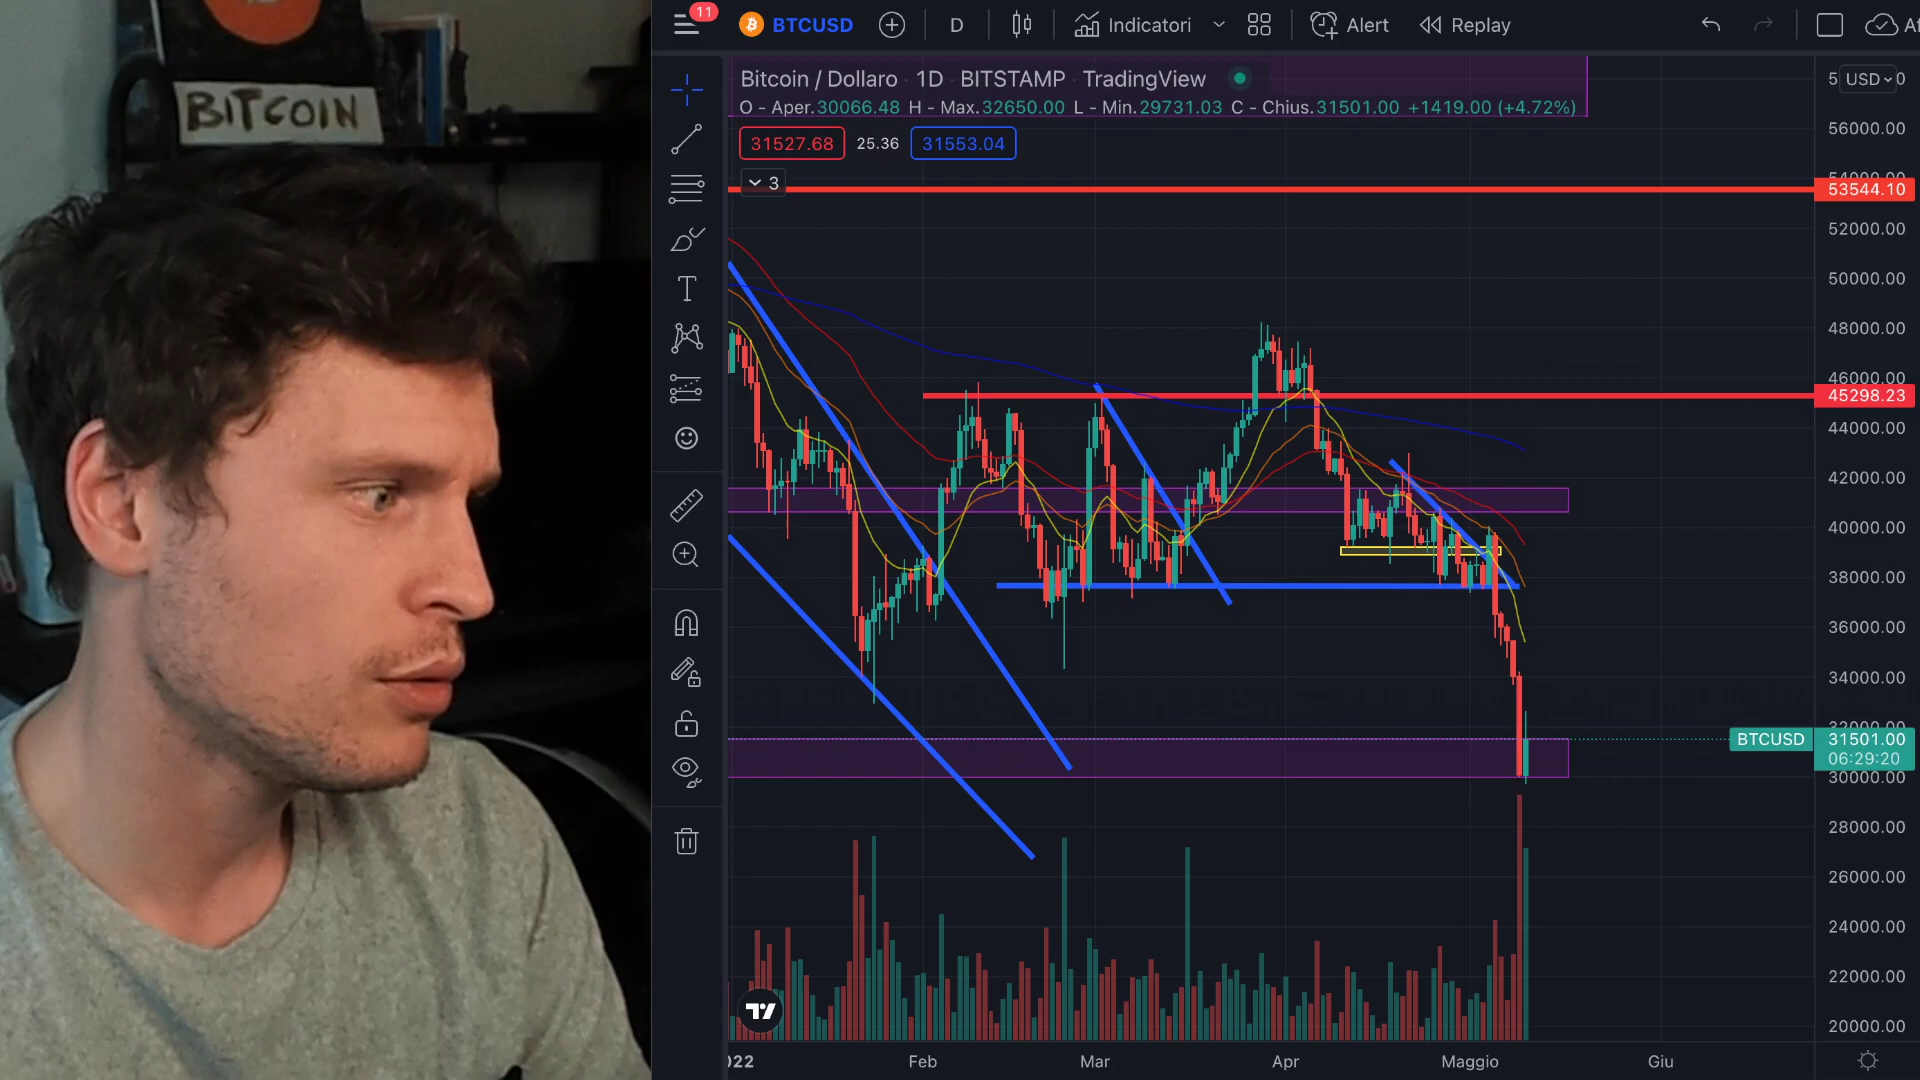 BITCOIN
11
BTCUSD
D
Indicatori
Alert
Replay
Bitcoin / Dollaro · 1D · BITSTAMP · TradingView
O - Aper.30066.48 H - Max.32650.00 L - Min.29731.03 C - Chius.31501.00 +1419.00 (+4.72%)
31527.68
25.36
31553.04
3
USD
56000.00
53544.10
52000.00
50000.00
48000.00
46000.00
45298.23
44000.00
42000.00
40000.00
38000.00
36000.00
34000.00
32000.00
BTCUSD
31501.00
06:29:20
30000.00
28000.00
26000.00
24000.00
22000.00
20000.00
Feb
Mar
Apr
Maggio
Giu